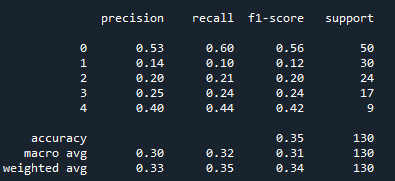 precision recall f1-score support
0 0.53 0.60 0.56 50
1 0.14 0.10 0.12 30
2 0.20 0.21 0.20 24
3 0.25 0.24 0.24 17
4 0.40 0.44 0.42 9
accuracy 0.35 130
macro avg 0.30 0.32 0.31 130
weighted avg 0.33 0.35 0.34 130